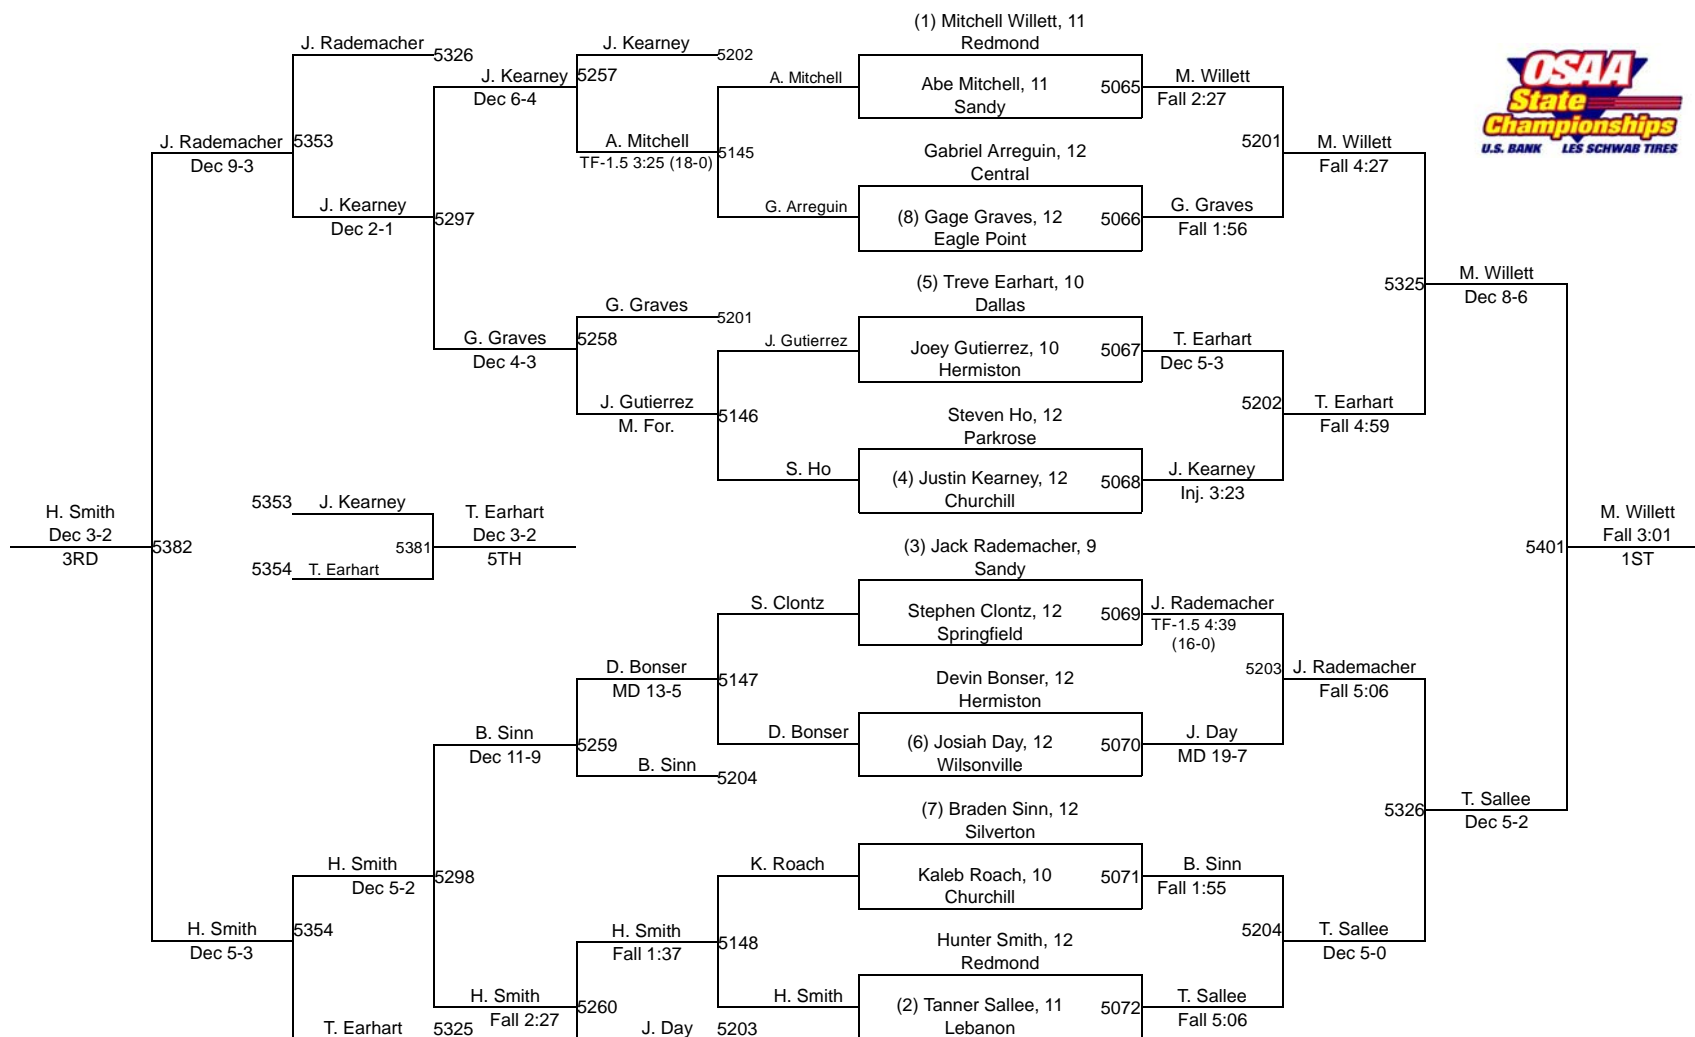 (1) Mitchell Willett, 11
Redmond
J. Rademacher
5326
J. Kearney
5202
OSAA
State
Championships
U.S. BANK LES SCHWAB TIRES
J. Kearney
5257
Dec 6-4
A. Mitchell
Abe Mitchell, 11
5065
Sandy
M. Willett
Fall 2:27
J. Rademacher
5353
Dec 9-3
A. Mitchell
5145
TF-1.5 3:25 (18-0)
Gabriel Arreguin, 12
Central
5201
M. Willett
Fall 4:27
J. Kearney
5297
Dec 2-1
G. Arreguin
(8) Gage Graves, 12
5066
Eagle Point
G. Graves
Fall 1:56
(5) Treve Earhart, 10
Dallas
5325
M. Willett
Dec 8-6
G. Graves
5201
G. Graves
5258
Dec 4-3
J. Gutierrez
Joey Gutierrez, 10
5067
Hermiston
T. Earhart
Dec 5-3
J. Gutierrez
5146
M. For.
Steven Ho, 12
Parkrose
5202
T. Earhart
Fall 4:59
S. Ho
(4) Justin Kearney, 12
5068
Churchill
J. Kearney
Inj. 3:23
5353
J. Kearney
H. Smith
Dec 3-2
3RD
5382
5381
T. Earhart
Dec 3-2
5TH
5354
T. Earhart
(3) Jack Rademacher, 9
Sandy
5401
M. Willett
Fall 3:01
1ST
S. Clontz
Stephen Clontz, 12
5069
Springfield
J. Rademacher
TF-1.5 4:39
(16-0)
D. Bonser
5147
MD 13-5
Devin Bonser, 12
Hermiston
5203
J. Rademacher
Fall 5:06
B. Sinn
5259
Dec 11-9
D. Bonser
(6) Josiah Day, 12
5070
Wilsonville
J. Day
MD 19-7
B. Sinn
5204
(7) Braden Sinn, 12
Silverton
5326
T. Sallee
Dec 5-2
H. Smith
5298
Dec 5-2
K. Roach
Kaleb Roach, 10
5071
Churchill
B. Sinn
Fall 1:55
H. Smith
5354
Dec 5-3
H. Smith
5148
Fall 1:37
Hunter Smith, 12
Redmond
5204
T. Sallee
Dec 5-0
H. Smith
5260
Fall 2:27
H. Smith
(2) Tanner Sallee, 11
5072
Lebanon
T. Sallee
Fall 5:06
T. Earhart
5325
J. Day
5203